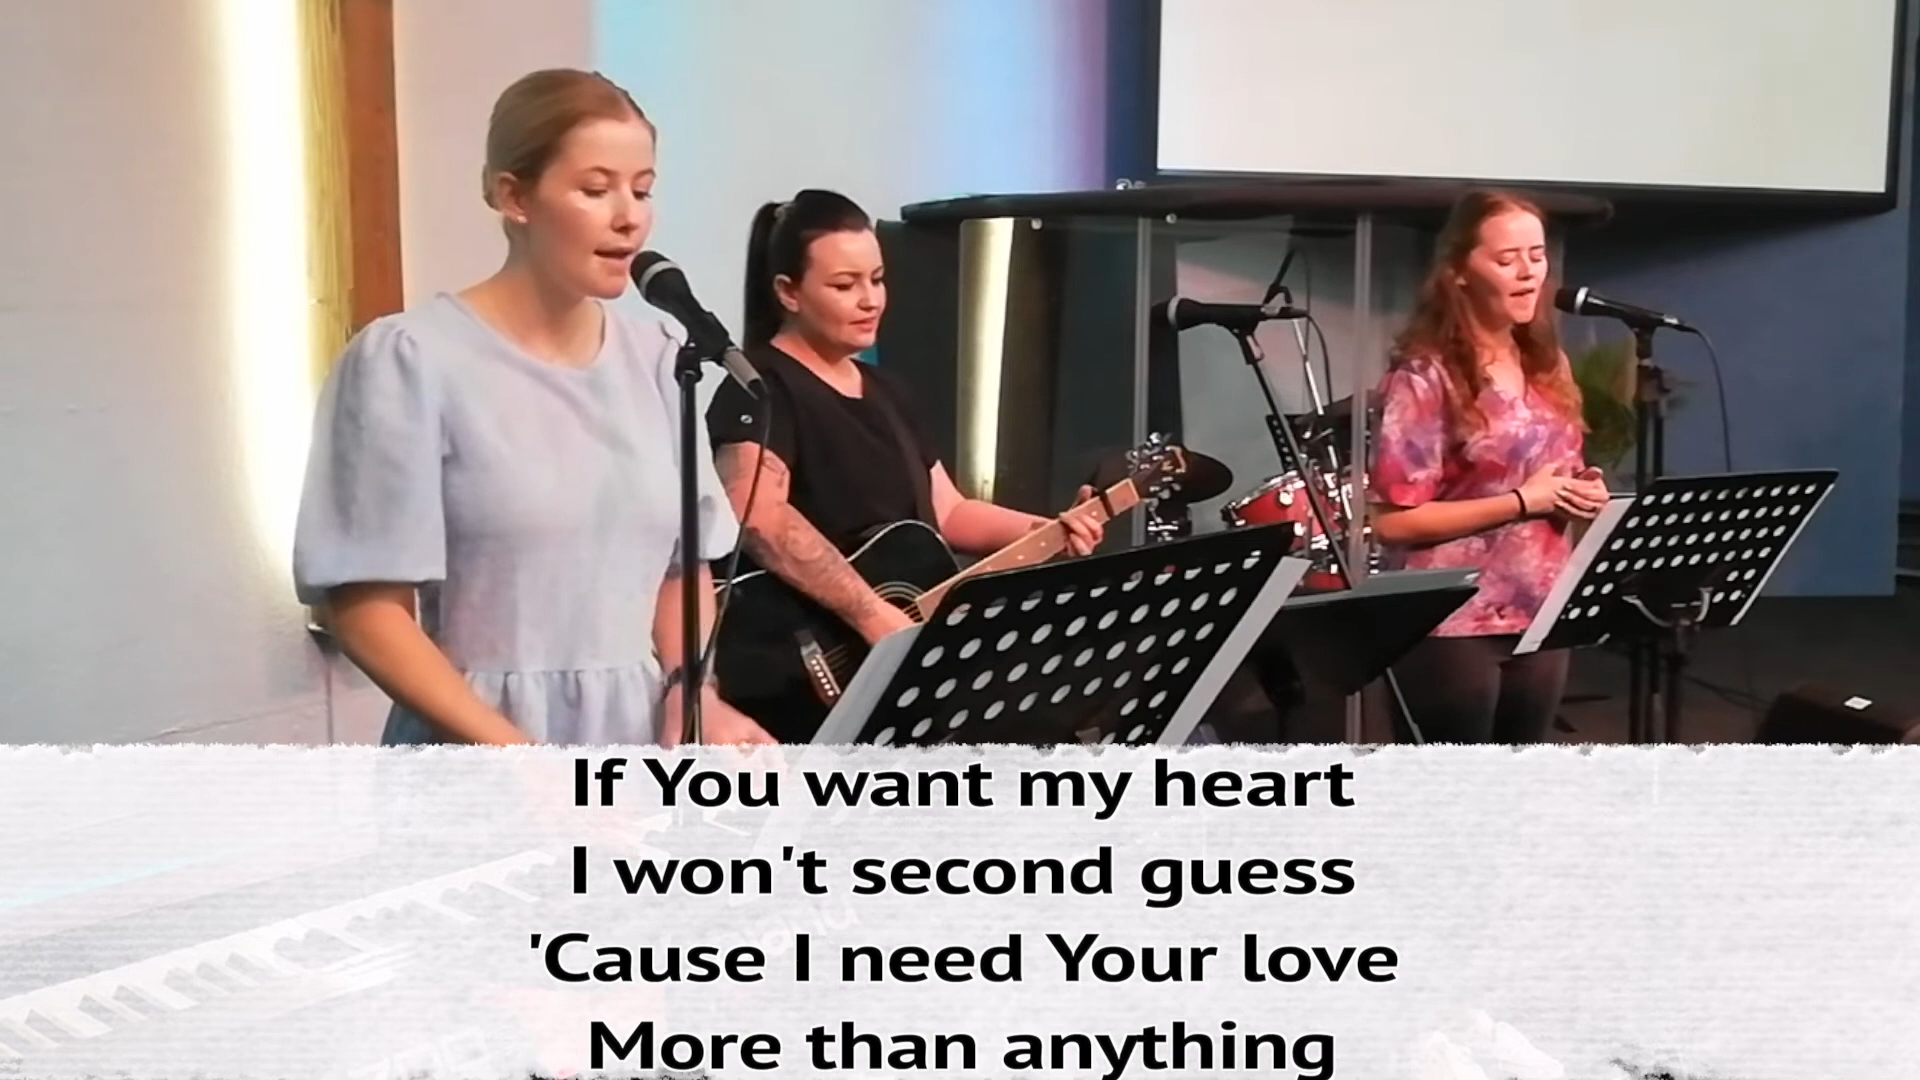 If You want my heart
I won't second guess
'Cause I need Your love
More than anything